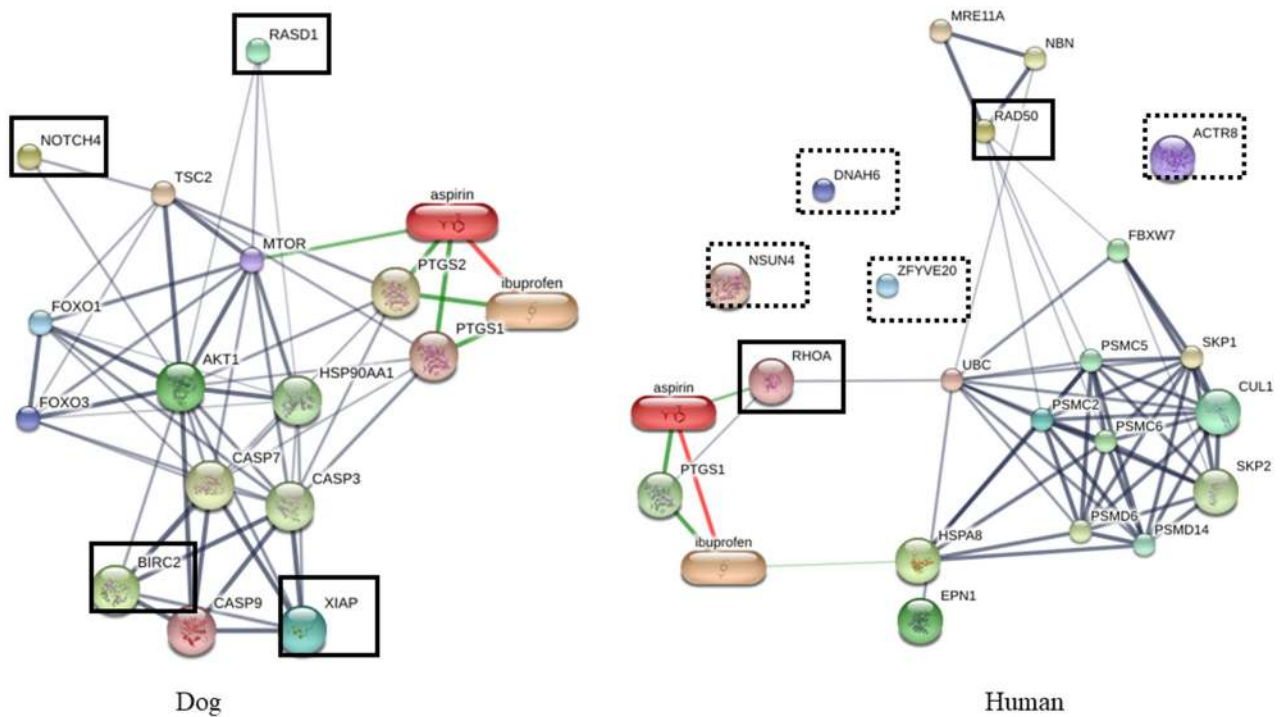 RASD1
NOTCH4
TSC2
aspirin
MTOR
PTGS2
ibuprofen
FOXO1
PTGS1
AKT1
HSP90AA1
FOXO3
CASP7
CASP3
BIRC2
CASP9
XIAP
Dog
MRE11A
NBN
RAD50
ACTR8
DNAH6
FBXW7
NSUN4
ZFYVE20
RHOA
UBC
PSMC5
SKP1
aspirin
CUL1
PSMC2
PSMC6
PTGS1
SKP2
PSMD6
PSMD14
ibuprofen
HSPA8
EPN1
Human